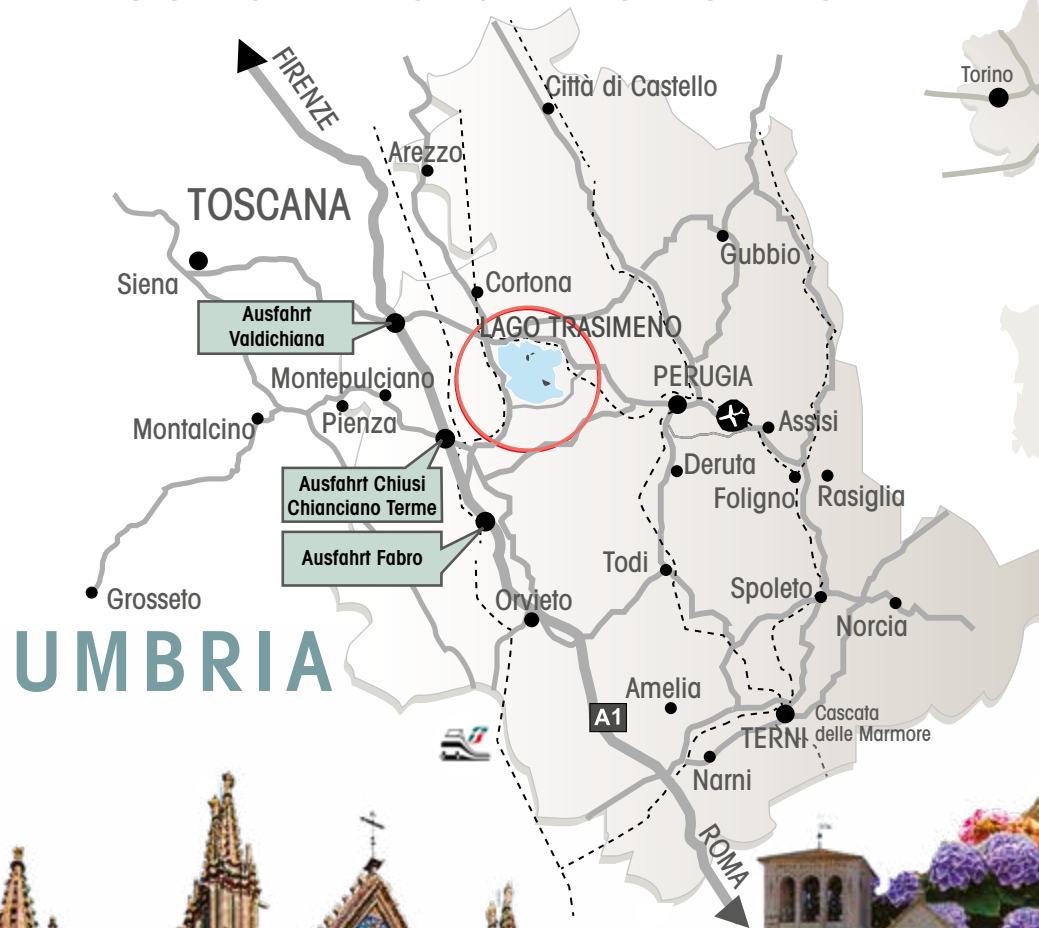 FIRENZE
Città di Castello
Torino
Arezzo
TOSCANA
Gubbio
Siena
Cortona
Ausfahrt
Valdichiana
LAGO TRASIMENO
Montepulciano
PERUGIA
Pienza
Montalcino
Assisi
Deruta
Ausfahrt Chiusi
Chianciano Terme
Foligno
Rasiglia
Ausfahrt Fabro
Todi
Spoleto
Grosseto
Orvieto
Norcia
UMBRIA
Amelia
A1
Cascata
delle Marmore
TERNI
Narni
ROMA